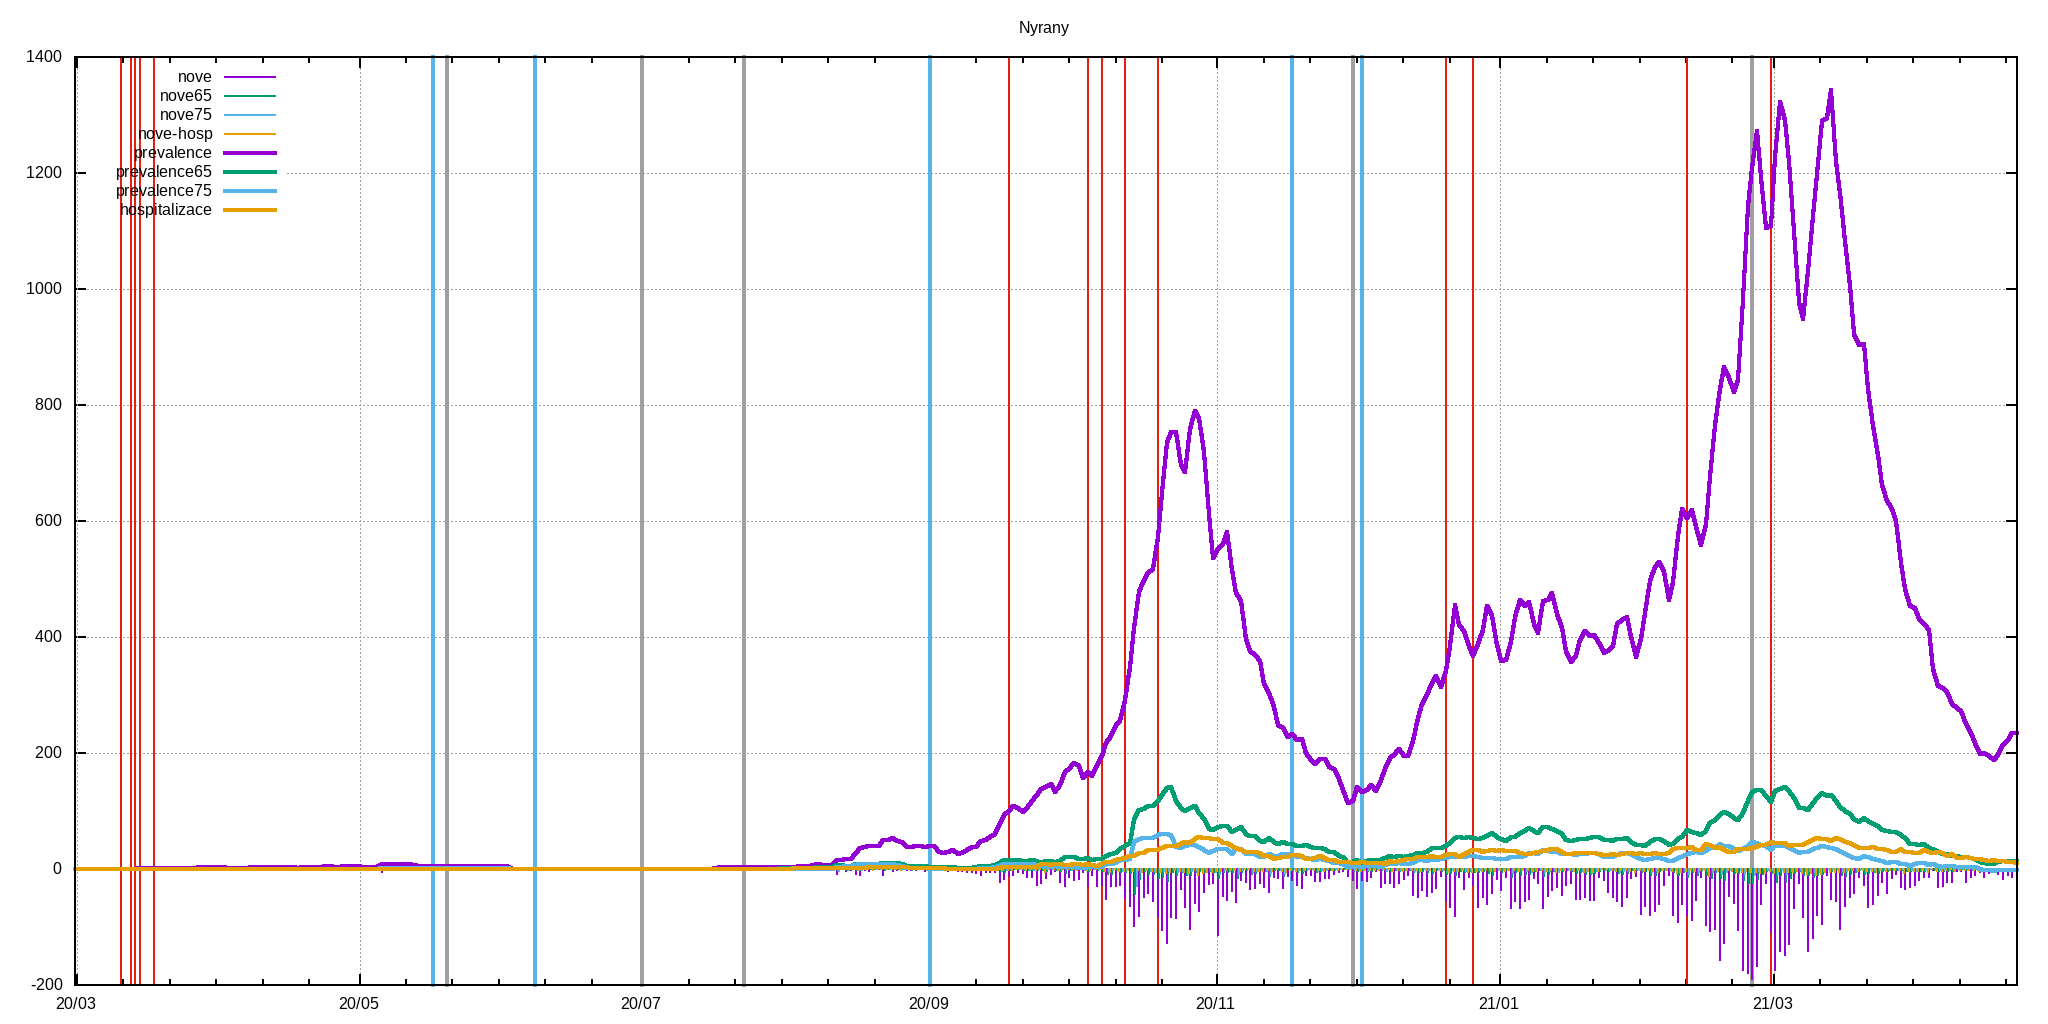 Nyrany
1400
1200
1000
800
600
400
200
0
-200
nove
nove65
nove75
nove-hosp
prevalence
prevalence65
prevalence75
hospitalizace
20/03
20/05
20/07
20/09
20/11
21/01
21/03